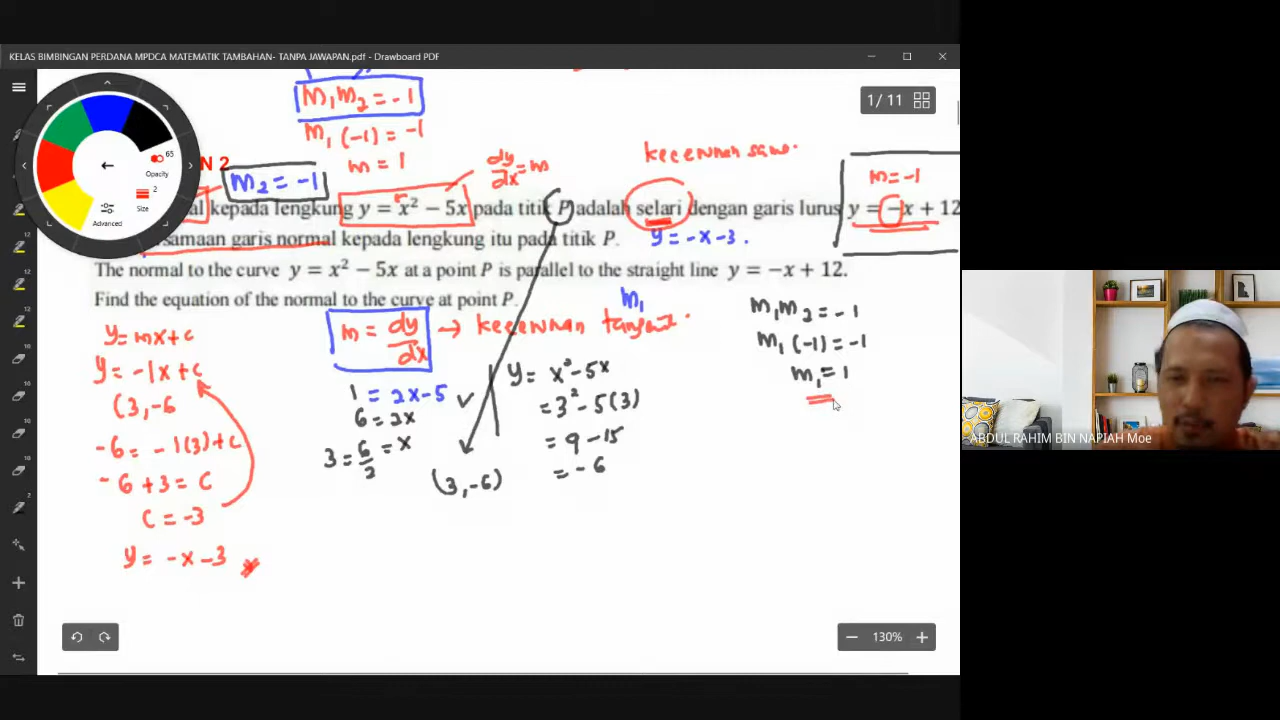 KELAS BIMBINGAN PERDANA MPDCA MATEMATIK TAMBAHAN- TANPA JAWAPAN.pdf - Drawboard PDF
1 / 11
m₁m₂ = -1
m₁ (-1) = -1
m = 1
65
Opacity
2
Size
Advanced
N 2
m₂ = -1
dy/dx = m
kecerunan sama.
m = -1
kepada lengkung y = x² − 5x pada titik P adalah selari dengan garis lurus y = −x + 12
samaan garis normal kepada lengkung itu pada titik P.
y = -x -3.
The normal to the curve y = x² − 5x at a point P is parallel to the straight line y = −x + 12.
Find the equation of the normal to the curve at point P.
m₁
y = mx + c
y = -1x + c
(3, -6
-6 = -1(3) + c
-6 + 3 = c
c = -3
y = -x -3
m = dy/dx → kecerunan tangent.
1 = 2x - 5
6 = 2x
3 = 6/2 = x
(3, -6)
y = x² - 5x
= 3² - 5(3)
= 9 - 15
= -6
m₁m₂ = -1
m₁ (-1) = -1
m₁ = 1
ABDUL RAHIM BIN NAPIAH Moe
130%